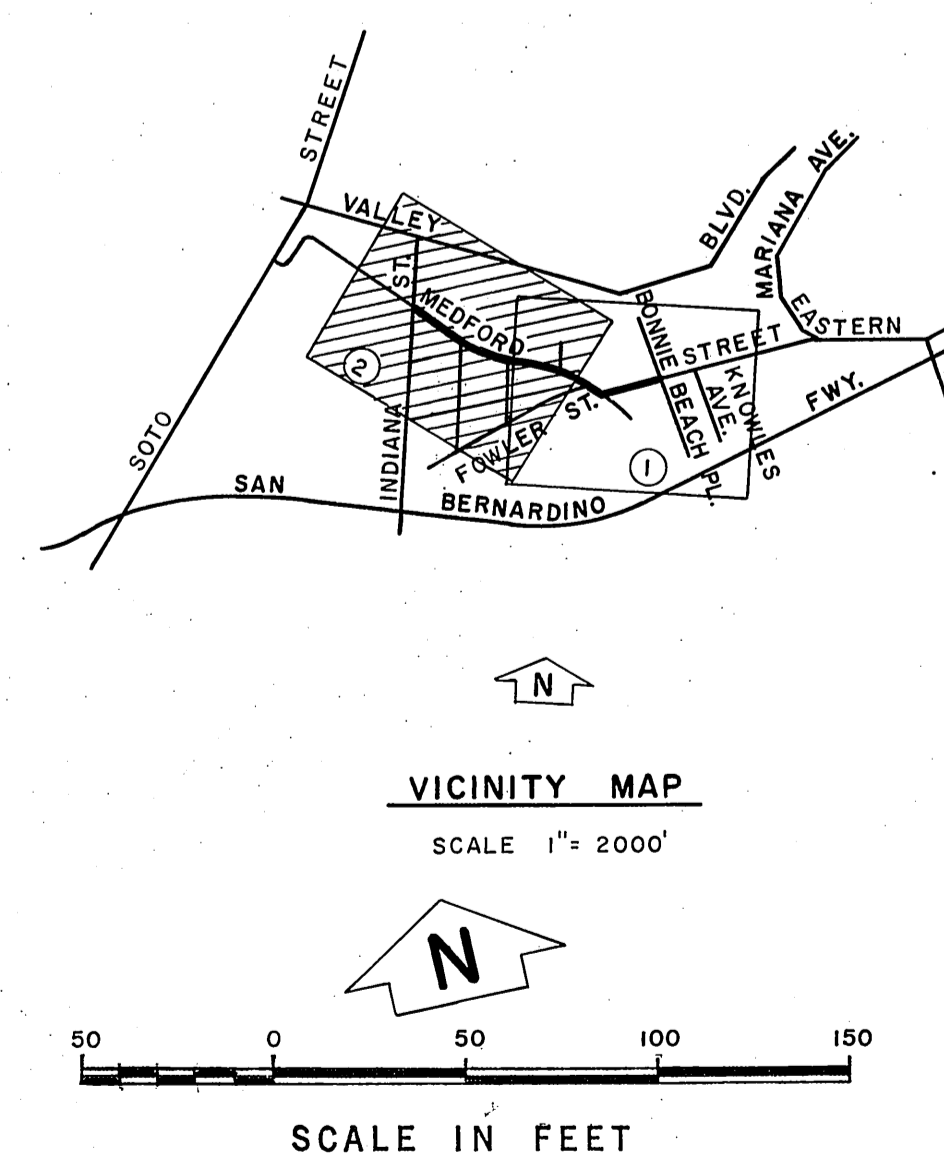 STREET
SOTO
VALLEY
BLVD.
MARIANA AVE.
EASTERN
ST.
INDIANA
MEDFORD
STREET
BONNIE BEACH PL.
KNOWLES
AVE.
FOWLER ST.
SAN BERNARDINO FWY.
2
1
N
VICINITY MAP
SCALE 1"= 2000'
N
50 0 50 100 150
SCALE IN FEET